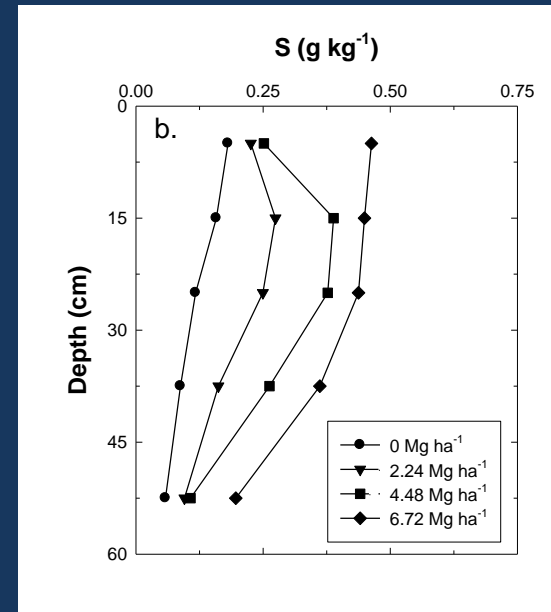 S (g kg⁻¹)
0.00 0.25 0.50 0.75
0
b.
15
30
45
60
Depth (cm)
0 Mg ha⁻¹
2.24 Mg ha⁻¹
4.48 Mg ha⁻¹
6.72 Mg ha⁻¹